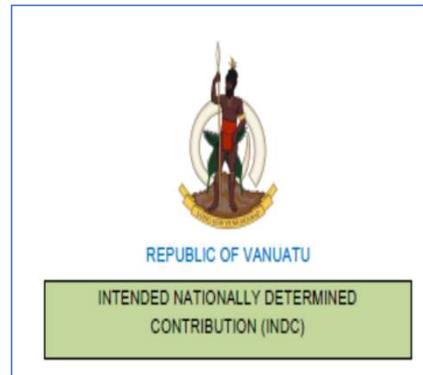 REPUBLIC OF VANUATU
INTENDED NATIONALLY DETERMINED
CONTRIBUTION (INDC)